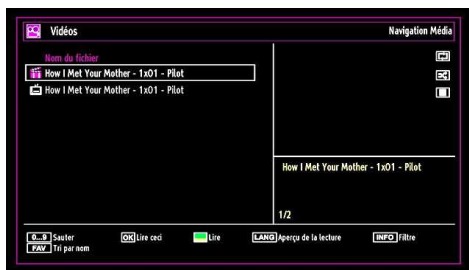 Vidéos
Navigation Média
Nom du fichier
How I Met Your Mother - 1x01 - Pilot
How I Met Your Mother - 1x01 - Pilot
How I Met Your Mother - 1x01 - Pilot
1/2
0...9 Sauter OK Lire ceci Lire LANG Aperçu de la lecture INFO Filtre
FAV Tri par nom